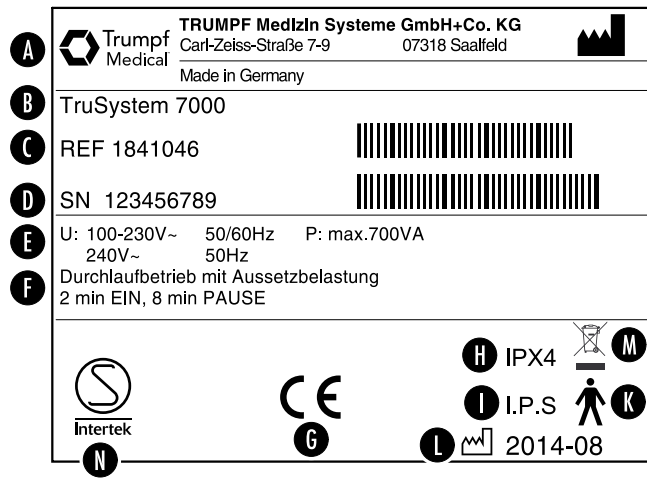 A
Trumpf
Medical
TRUMPF Medizin Systeme GmbH+Co. KG
Carl-Zeiss-Straße 7-9 07318 Saalfeld
Made in Germany
B TruSystem 7000
C REF 1841046
D SN 123456789
E U: 100-230V~ 50/60Hz P: max.700VA
240V~ 50Hz
F Durchlaufbetrieb mit Aussetzbelastung
2 min EIN, 8 min PAUSE
H IPX4 M
S
Intertek
N
CE
G
I I.P.S K
L 2014-08